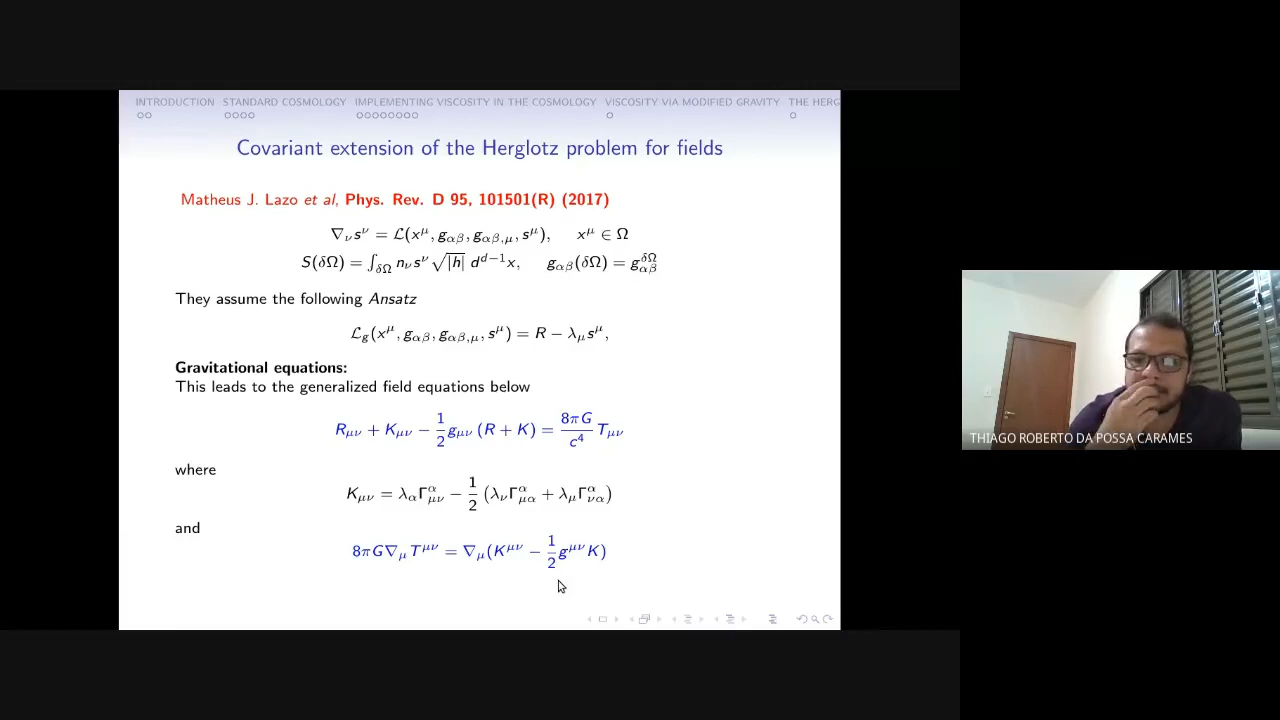 INTRODUCTION STANDARD COSMOLOGY IMPLEMENTING VISCOSITY IN THE COSMOLOGY VISCOSITY VIA MODIFIED GRAVITY THE HERG
Covariant extension of the Herglotz problem for fields
Matheus J. Lazo et al, Phys. Rev. D 95, 101501(R) (2017)
∇_ν s^ν = ℒ(x^μ, g_{αβ}, g_{αβ,μ}, s^μ), x^μ ∈ Ω
S(δΩ) = ∫_{δΩ} n_ν s^ν √|h| d^{d−1}x, g_{αβ}(δΩ) = g_{αβ}^{δΩ}
They assume the following Ansatz
ℒ_g(x^μ, g_{αβ}, g_{αβ,μ}, s^μ) = R − λ_μ s^μ,
Gravitational equations:
This leads to the generalized field equations below
R_{μν} + K_{μν} − 1/2 g_{μν} (R + K) = 8πG/c^4 T_{μν}
where
K_{μν} = λ_α Γ^α_{μν} − 1/2 (λ_ν Γ^α_{μα} + λ_μ Γ^α_{να})
and
8πG∇_μ T^{μν} = ∇_μ(K^{μν} − 1/2 g^{μν} K)
THIAGO ROBERTO DA POSSA CARAMES